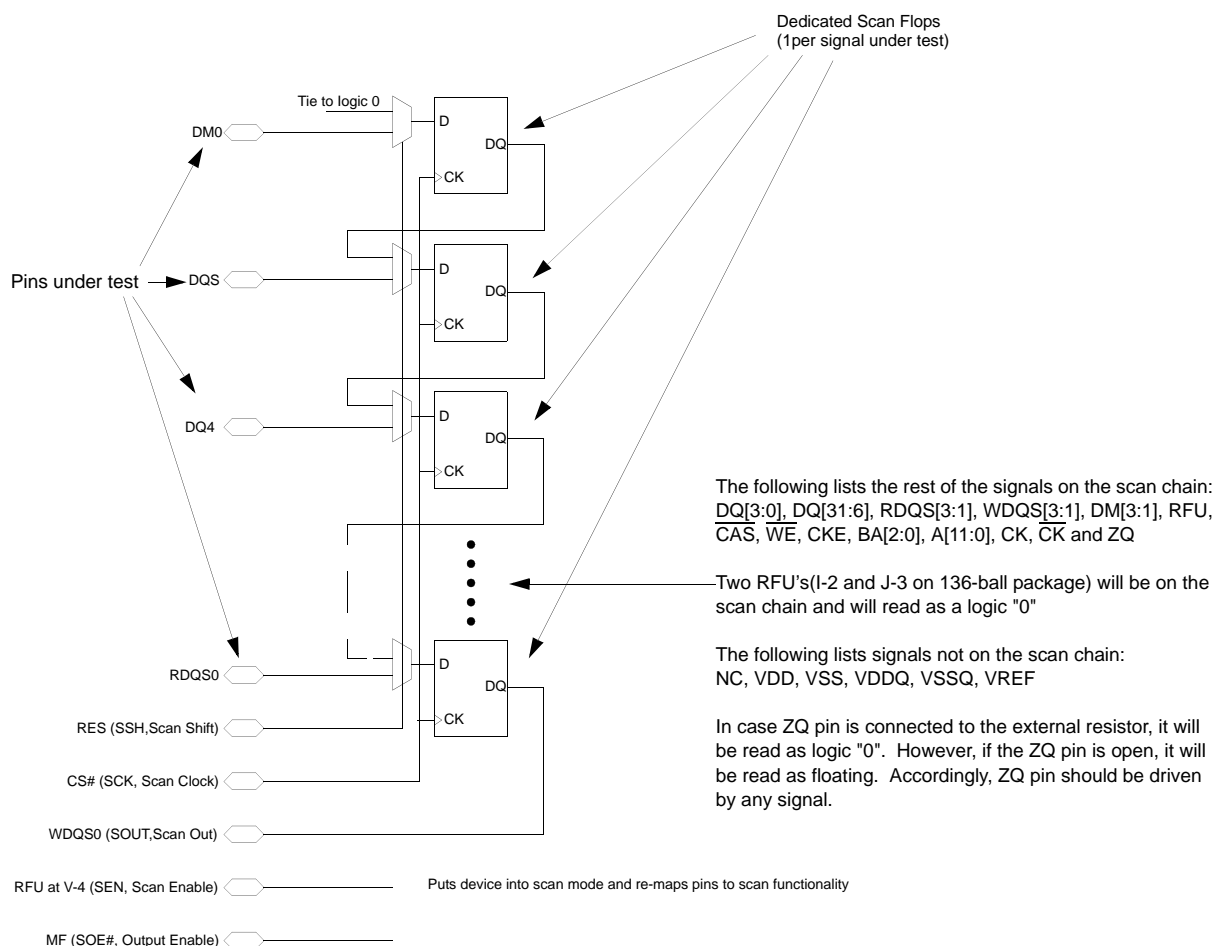 Dedicated Scan Flops
(1per signal under test)
Tie to logic 0
DM0
D
DQ
CK
Pins under test
DQS
D
DQ
CK
DQ4
D
DQ
CK
The following lists the rest of the signals on the scan chain:
DQ[3:0], DQ[31:6], RDQS[3:1], WDQS[3:1], DM[3:1], RFU,
CAS, WE, CKE, BA[2:0], A[11:0], CK, CK and ZQ
Two RFU's(I-2 and J-3 on 136-ball package) will be on the
scan chain and will read as a logic "0"
The following lists signals not on the scan chain:
NC, VDD, VSS, VDDQ, VSSQ, VREF
In case ZQ pin is connected to the external resistor, it will
be read as logic "0". However, if the ZQ pin is open, it will
be read as floating. Accordingly, ZQ pin should be driven
by any signal.
RDQS0
D
DQ
CK
RES (SSH,Scan Shift)
CS# (SCK, Scan Clock)
WDQS0 (SOUT,Scan Out)
RFU at V-4 (SEN, Scan Enable)
Puts device into scan mode and re-maps pins to scan functionality
MF (SOE#, Output Enable)